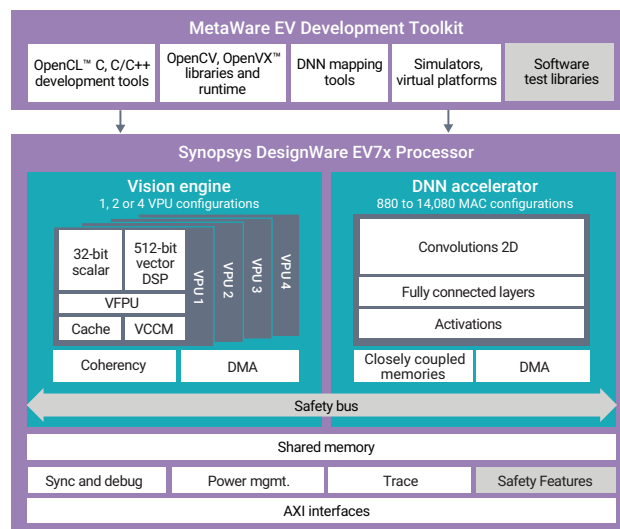 MetaWare EV Development Toolkit
OpenCL™ C, C/C++
development tools
OpenCV, OpenVX™
libraries and
runtime
DNN mapping
tools
Simulators,
virtual platforms
Software
test libraries
Synopsys DesignWare EV7x Processor
Vision engine
1, 2 or 4 VPU configurations
32-bit
scalar
512-bit
vector
DSP
VFPU
Cache
VCCM
VPU 1
VPU 2
VPU 3
VPU 4
Coherency
DMA
DNN accelerator
880 to 14,080 MAC configurations
Convolutions 2D
Fully connected layers
Activations
Closely coupled
memories
DMA
Safety bus
Shared memory
Sync and debug
Power mgmt.
Trace
Safety Features
AXI interfaces